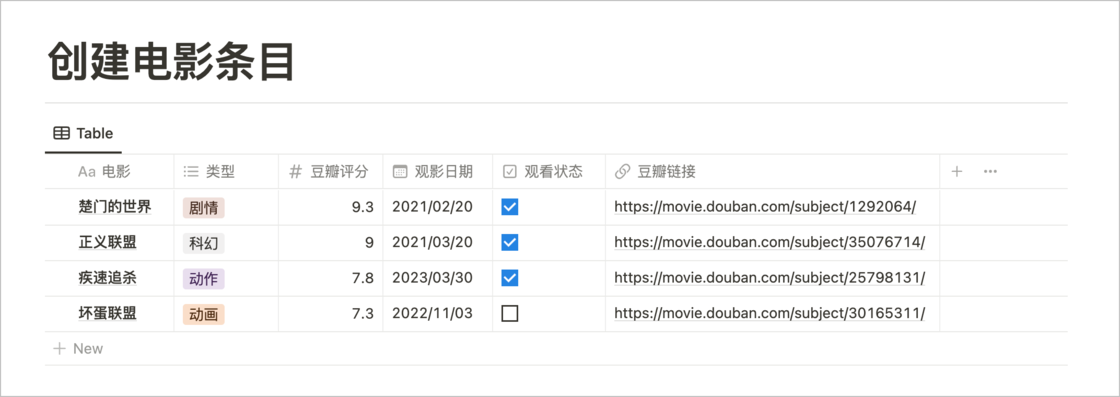 创建电影条目
Table
Aa 电影 类型 # 豆瓣评分 观影日期 观看状态 豆瓣链接 + ...
楚门的世界 剧情 9.3 2021/02/20 https://movie.douban.com/subject/1292064/
正义联盟 科幻 9 2021/03/20 https://movie.douban.com/subject/35076714/
疾速追杀 动作 7.8 2023/03/30 https://movie.douban.com/subject/25798131/
坏蛋联盟 动画 7.3 2022/11/03 https://movie.douban.com/subject/30165311/
+ New